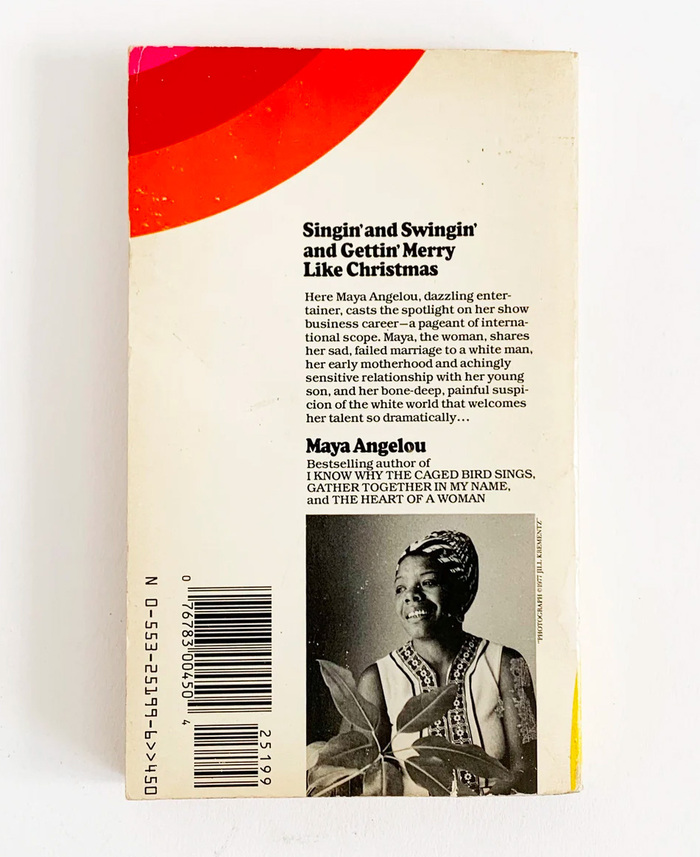 Singin' and Swingin'
and Gettin' Merry
Like Christmas
Here Maya Angelou, dazzling enter-
tainer, casts the spotlight on her show
business career—a pageant of interna-
tional scope. Maya, the woman, shares
her sad, failed marriage to a white man,
her early motherhood and achingly
sensitive relationship with her young
son, and her bone-deep, painful suspi-
cion of the white world that welcomes
her talent so dramatically...
Maya Angelou
Bestselling author of
I KNOW WHY THE CAGED BIRD SINGS,
GATHER TOGETHER IN MY NAME,
and THE HEART OF A WOMAN
"PHOTOGRAPH ©1977 JILL KREMENTZ"
N 0-553-25199-6>>450
0 76783 00450 4
25199